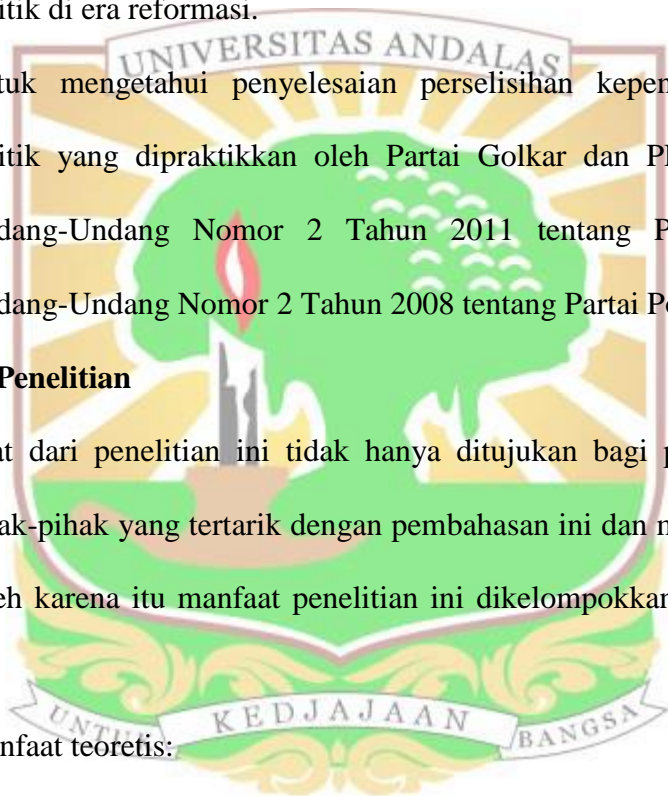 itik di era reformasi.
UNIVERSITAS ANDALAS
tuk mengetahui penyelesaian perselisihan kepen
itik yang dipraktikkan oleh Partai Golkar dan P
dang-Undang Nomor 2 Tahun 2011 tentang P
dang-Undang Nomor 2 Tahun 2008 tentang Partai Po
Penelitian
at dari penelitian ini tidak hanya ditujukan bagi p
ak-pihak yang tertarik dengan pembahasan ini dan m
eh karena itu manfaat penelitian ini dikelompokkan
UNTUK KEDJAJAAN BANGSA
nfaat teoretis: